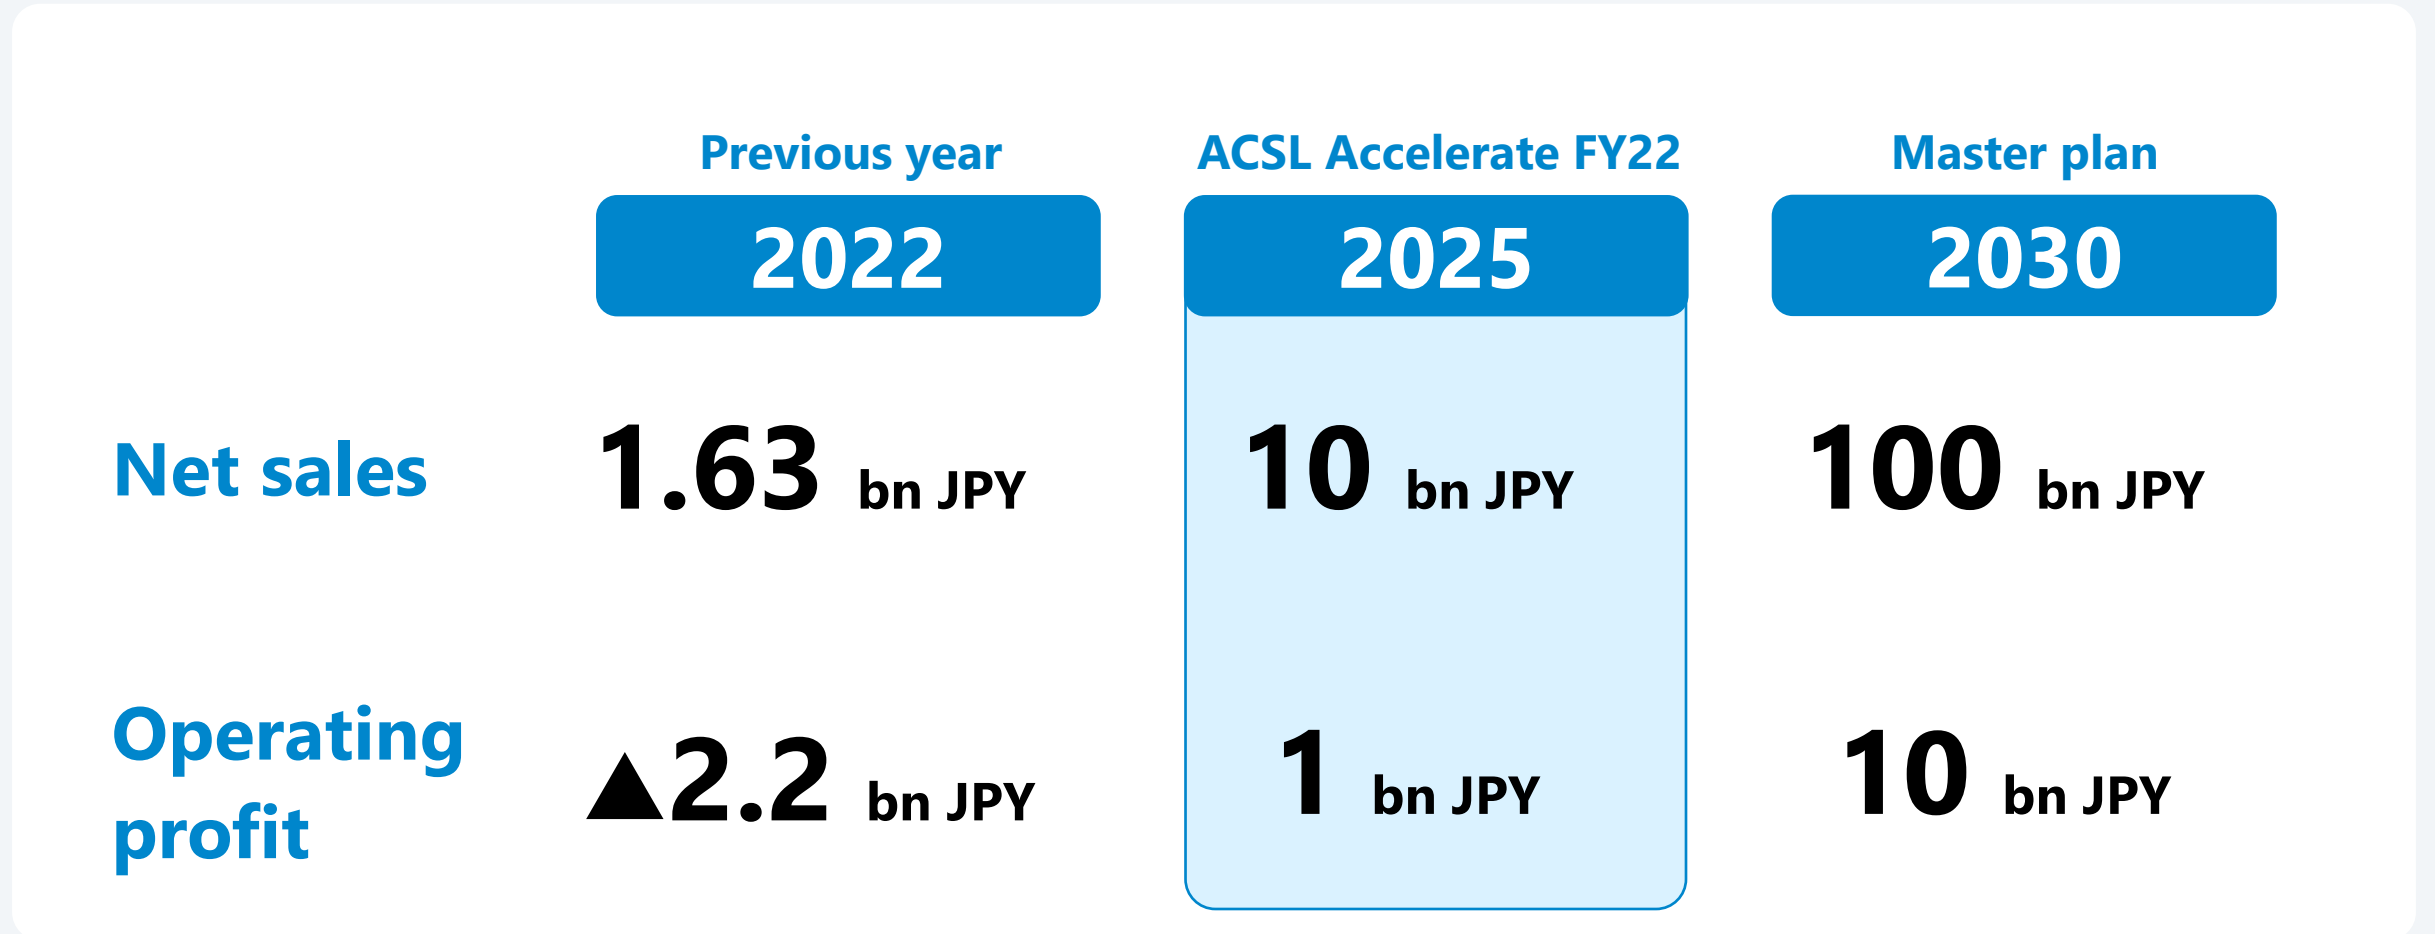 Previous year
ACSL Accelerate FY22
Master plan
2022
2025
2030
Net sales
1.63 bn JPY
10 bn JPY
100 bn JPY
Operating
profit
▲2.2 bn JPY
1 bn JPY
10 bn JPY